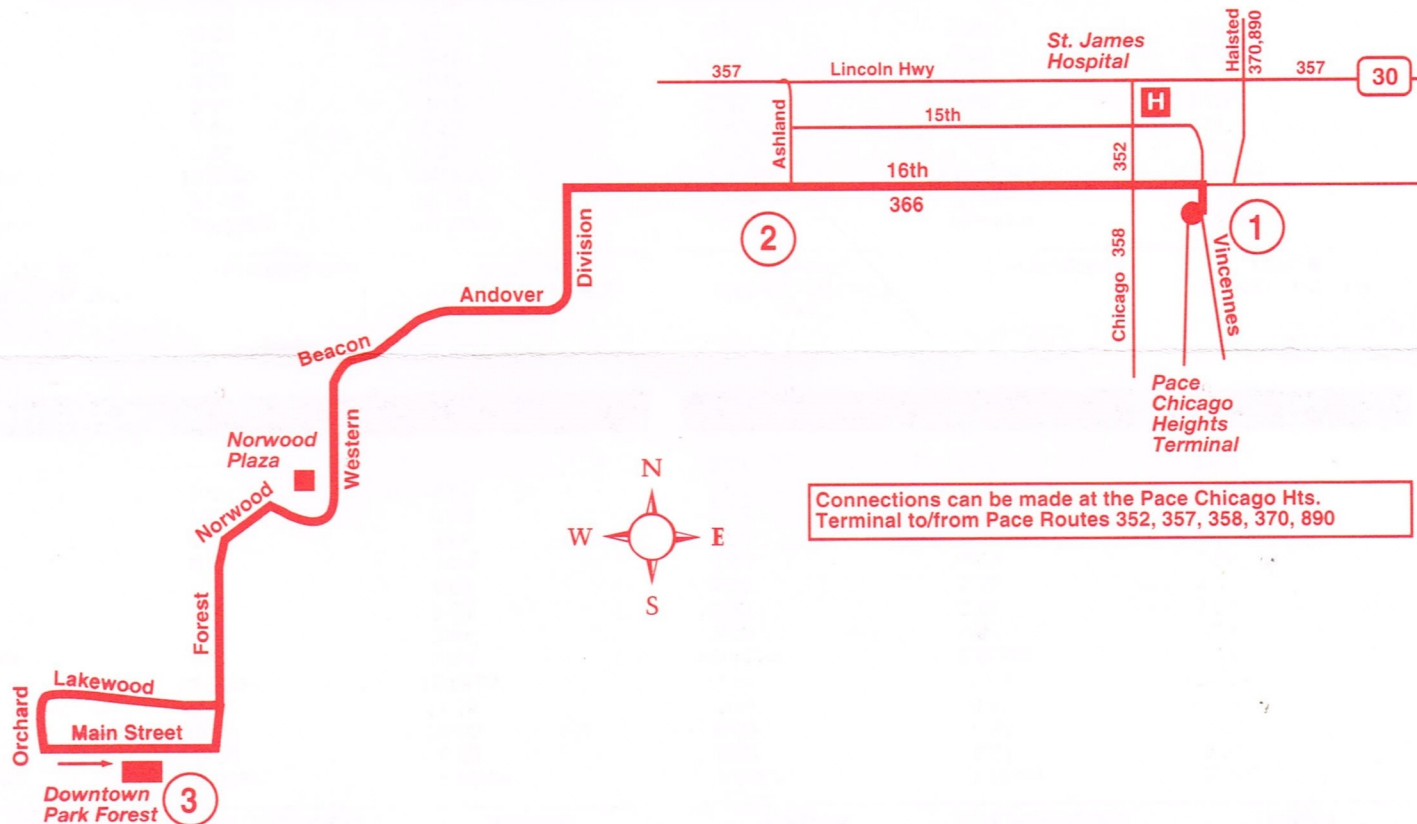 St. James
Hospital
Halsted
370,890
357
Lincoln Hwy
357
30
H
Ashland
15th
352
16th
366
2
1
Division
Chicago 358
Vincennes
Andover
Beacon
Western
Pace
Chicago
Heights
Terminal
Norwood
Plaza
Norwood
N
W
E
S
Connections can be made at the Pace Chicago Hts.
Terminal to/from Pace Routes 352, 357, 358, 370, 890
Forest
Lakewood
Orchard
Main Street
Downtown
Park Forest
3